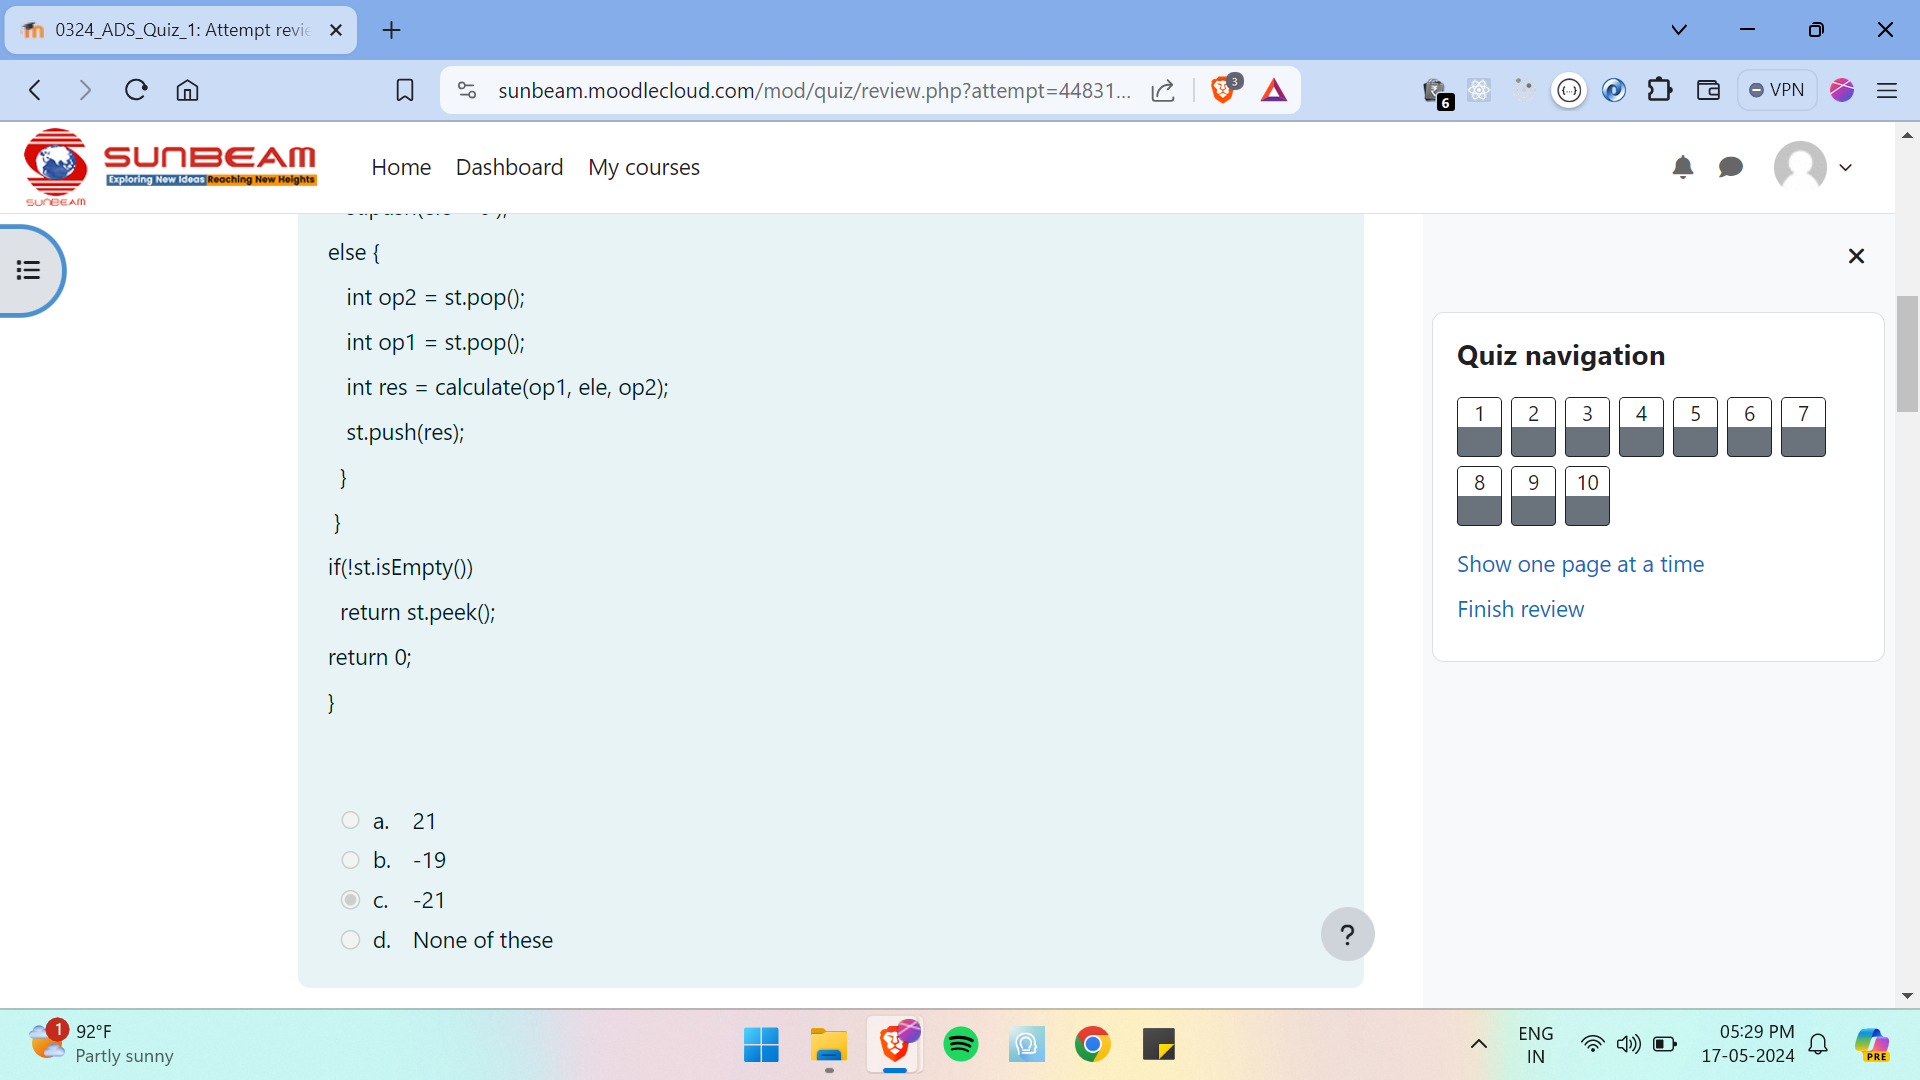 0324_ADS_Quiz_1: Attempt revie
sunbeam.moodlecloud.com/mod/quiz/review.php?attempt=44831...
3
6
VPN
SUNBEAM
Exploring New Ideas Reaching New Heights
SUNBEAM
Home Dashboard My courses
else {
int op2 = st.pop();
int op1 = st.pop();
int res = calculate(op1, ele, op2);
st.push(res);
}
}
if(!st.isEmpty())
return st.peek();
return 0;
}
a. 21
b. -19
c. -21
d. None of these
?
Quiz navigation
1 2 3 4 5 6 7
8 9 10
Show one page at a time
Finish review
1
92°F
Partly sunny
ENG
IN
05:29 PM
17-05-2024
PRE